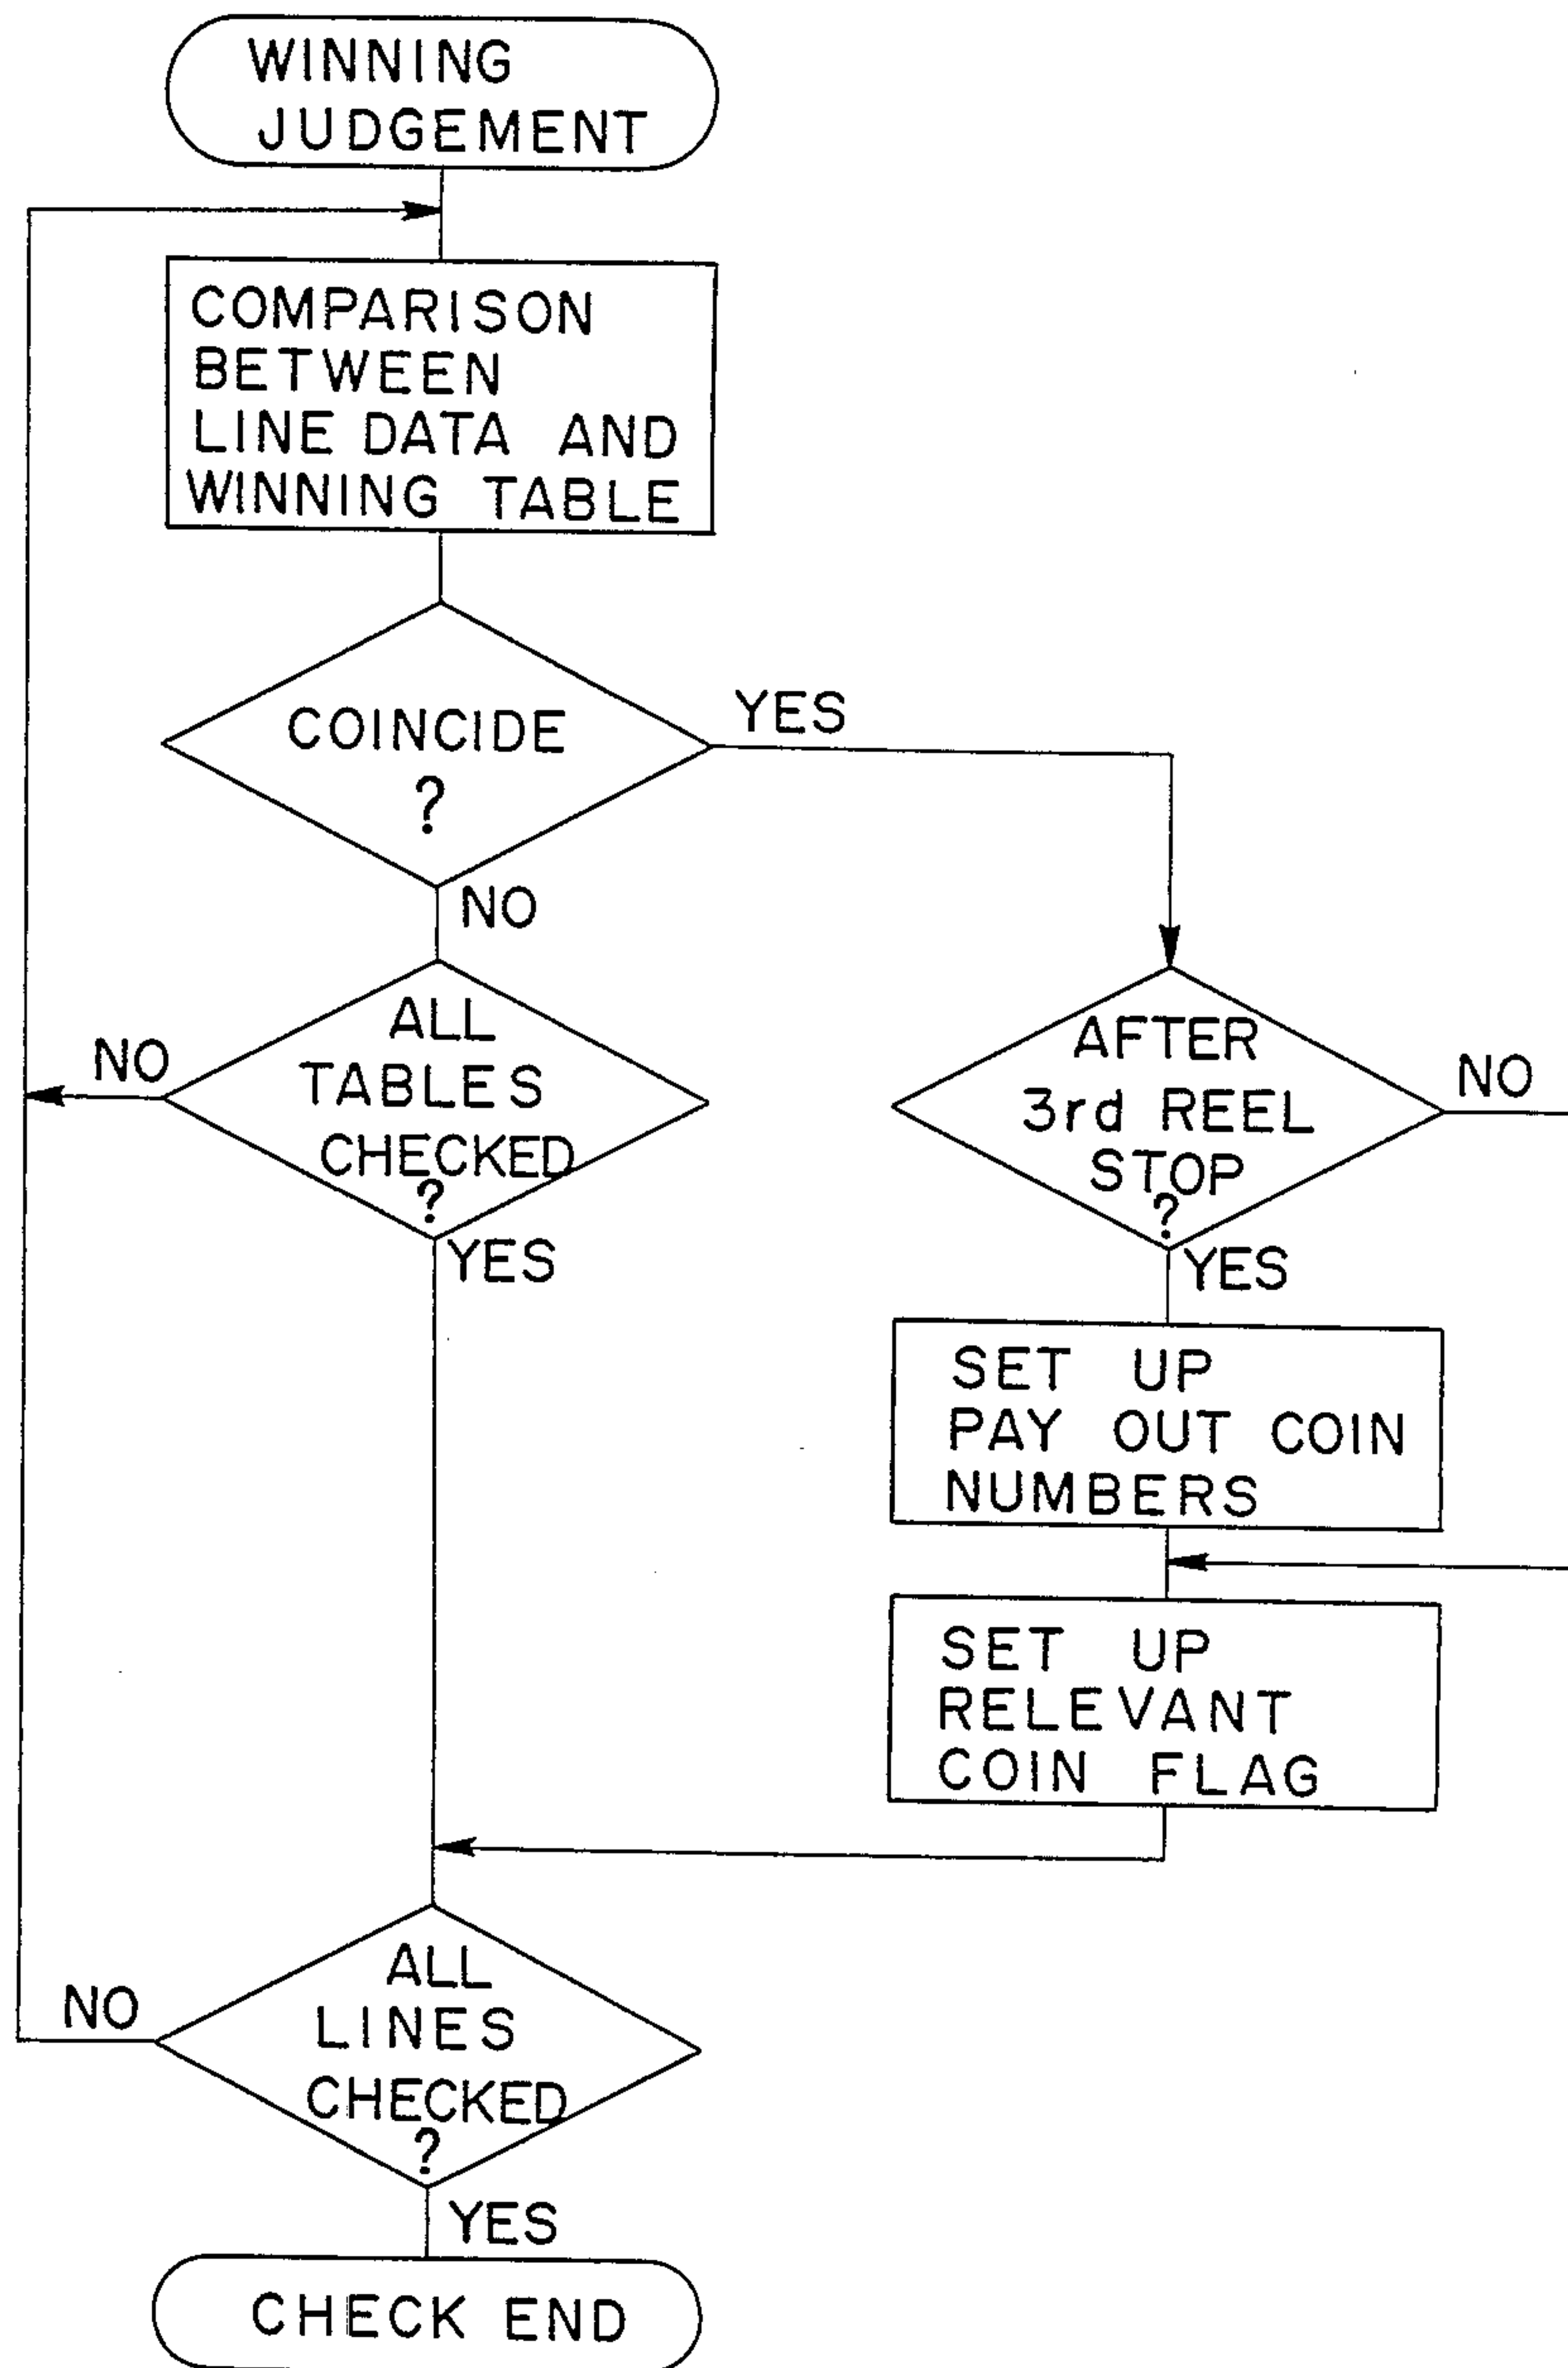 WINNING
JUDGEMENT
COMPARISON
BETWEEN
LINE DATA AND
WINNING TABLE
COINCIDE
?
YES
NO
ALL
TABLES
CHECKED
?
NO
YES
AFTER
3rd REEL
STOP
?
NO
YES
SET UP
PAY OUT COIN
NUMBERS
SET UP
RELEVANT
COIN FLAG
ALL
LINES
CHECKED
?
NO
YES
CHECK END